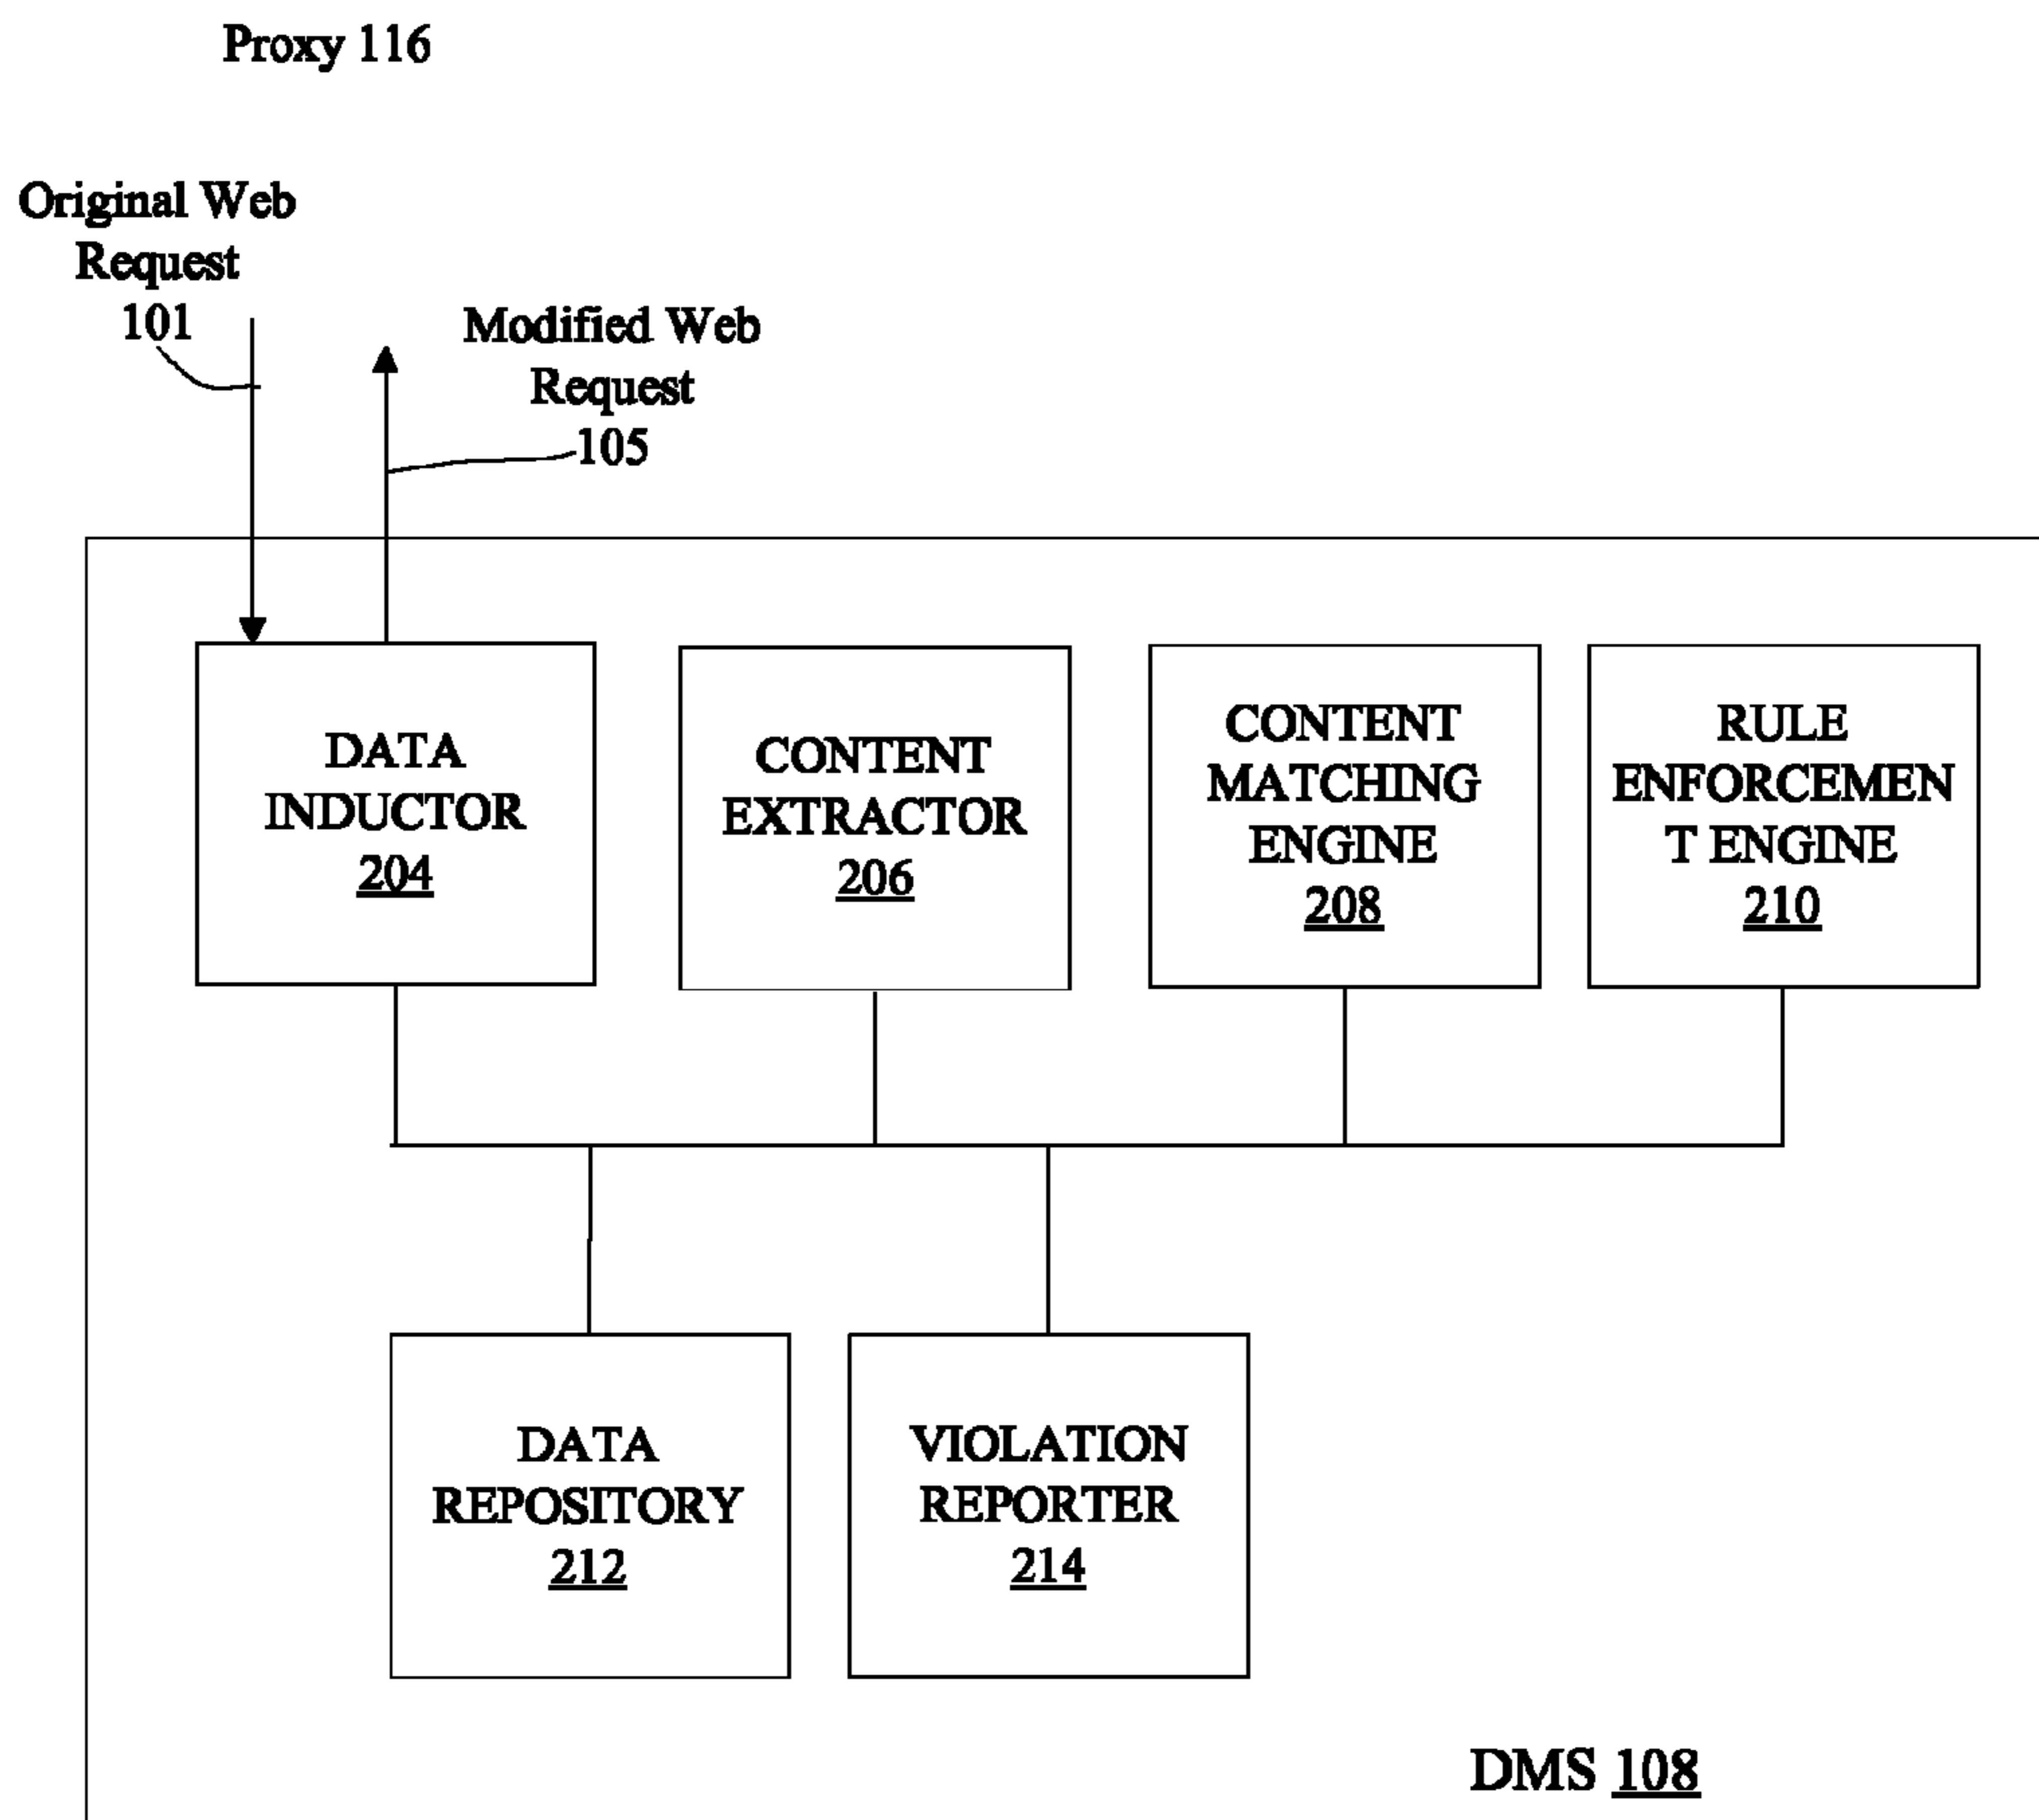 Proxy 116
Original Web
Request
101
Modified Web
Request
105
DATA
INDUCTOR
204
CONTENT
EXTRACTOR
206
CONTENT
MATCHING
ENGINE
208
RULE
ENFORCEMEN
T ENGINE
210
DATA
REPOSITORY
212
VIOLATION
REPORTER
214
DMS 108